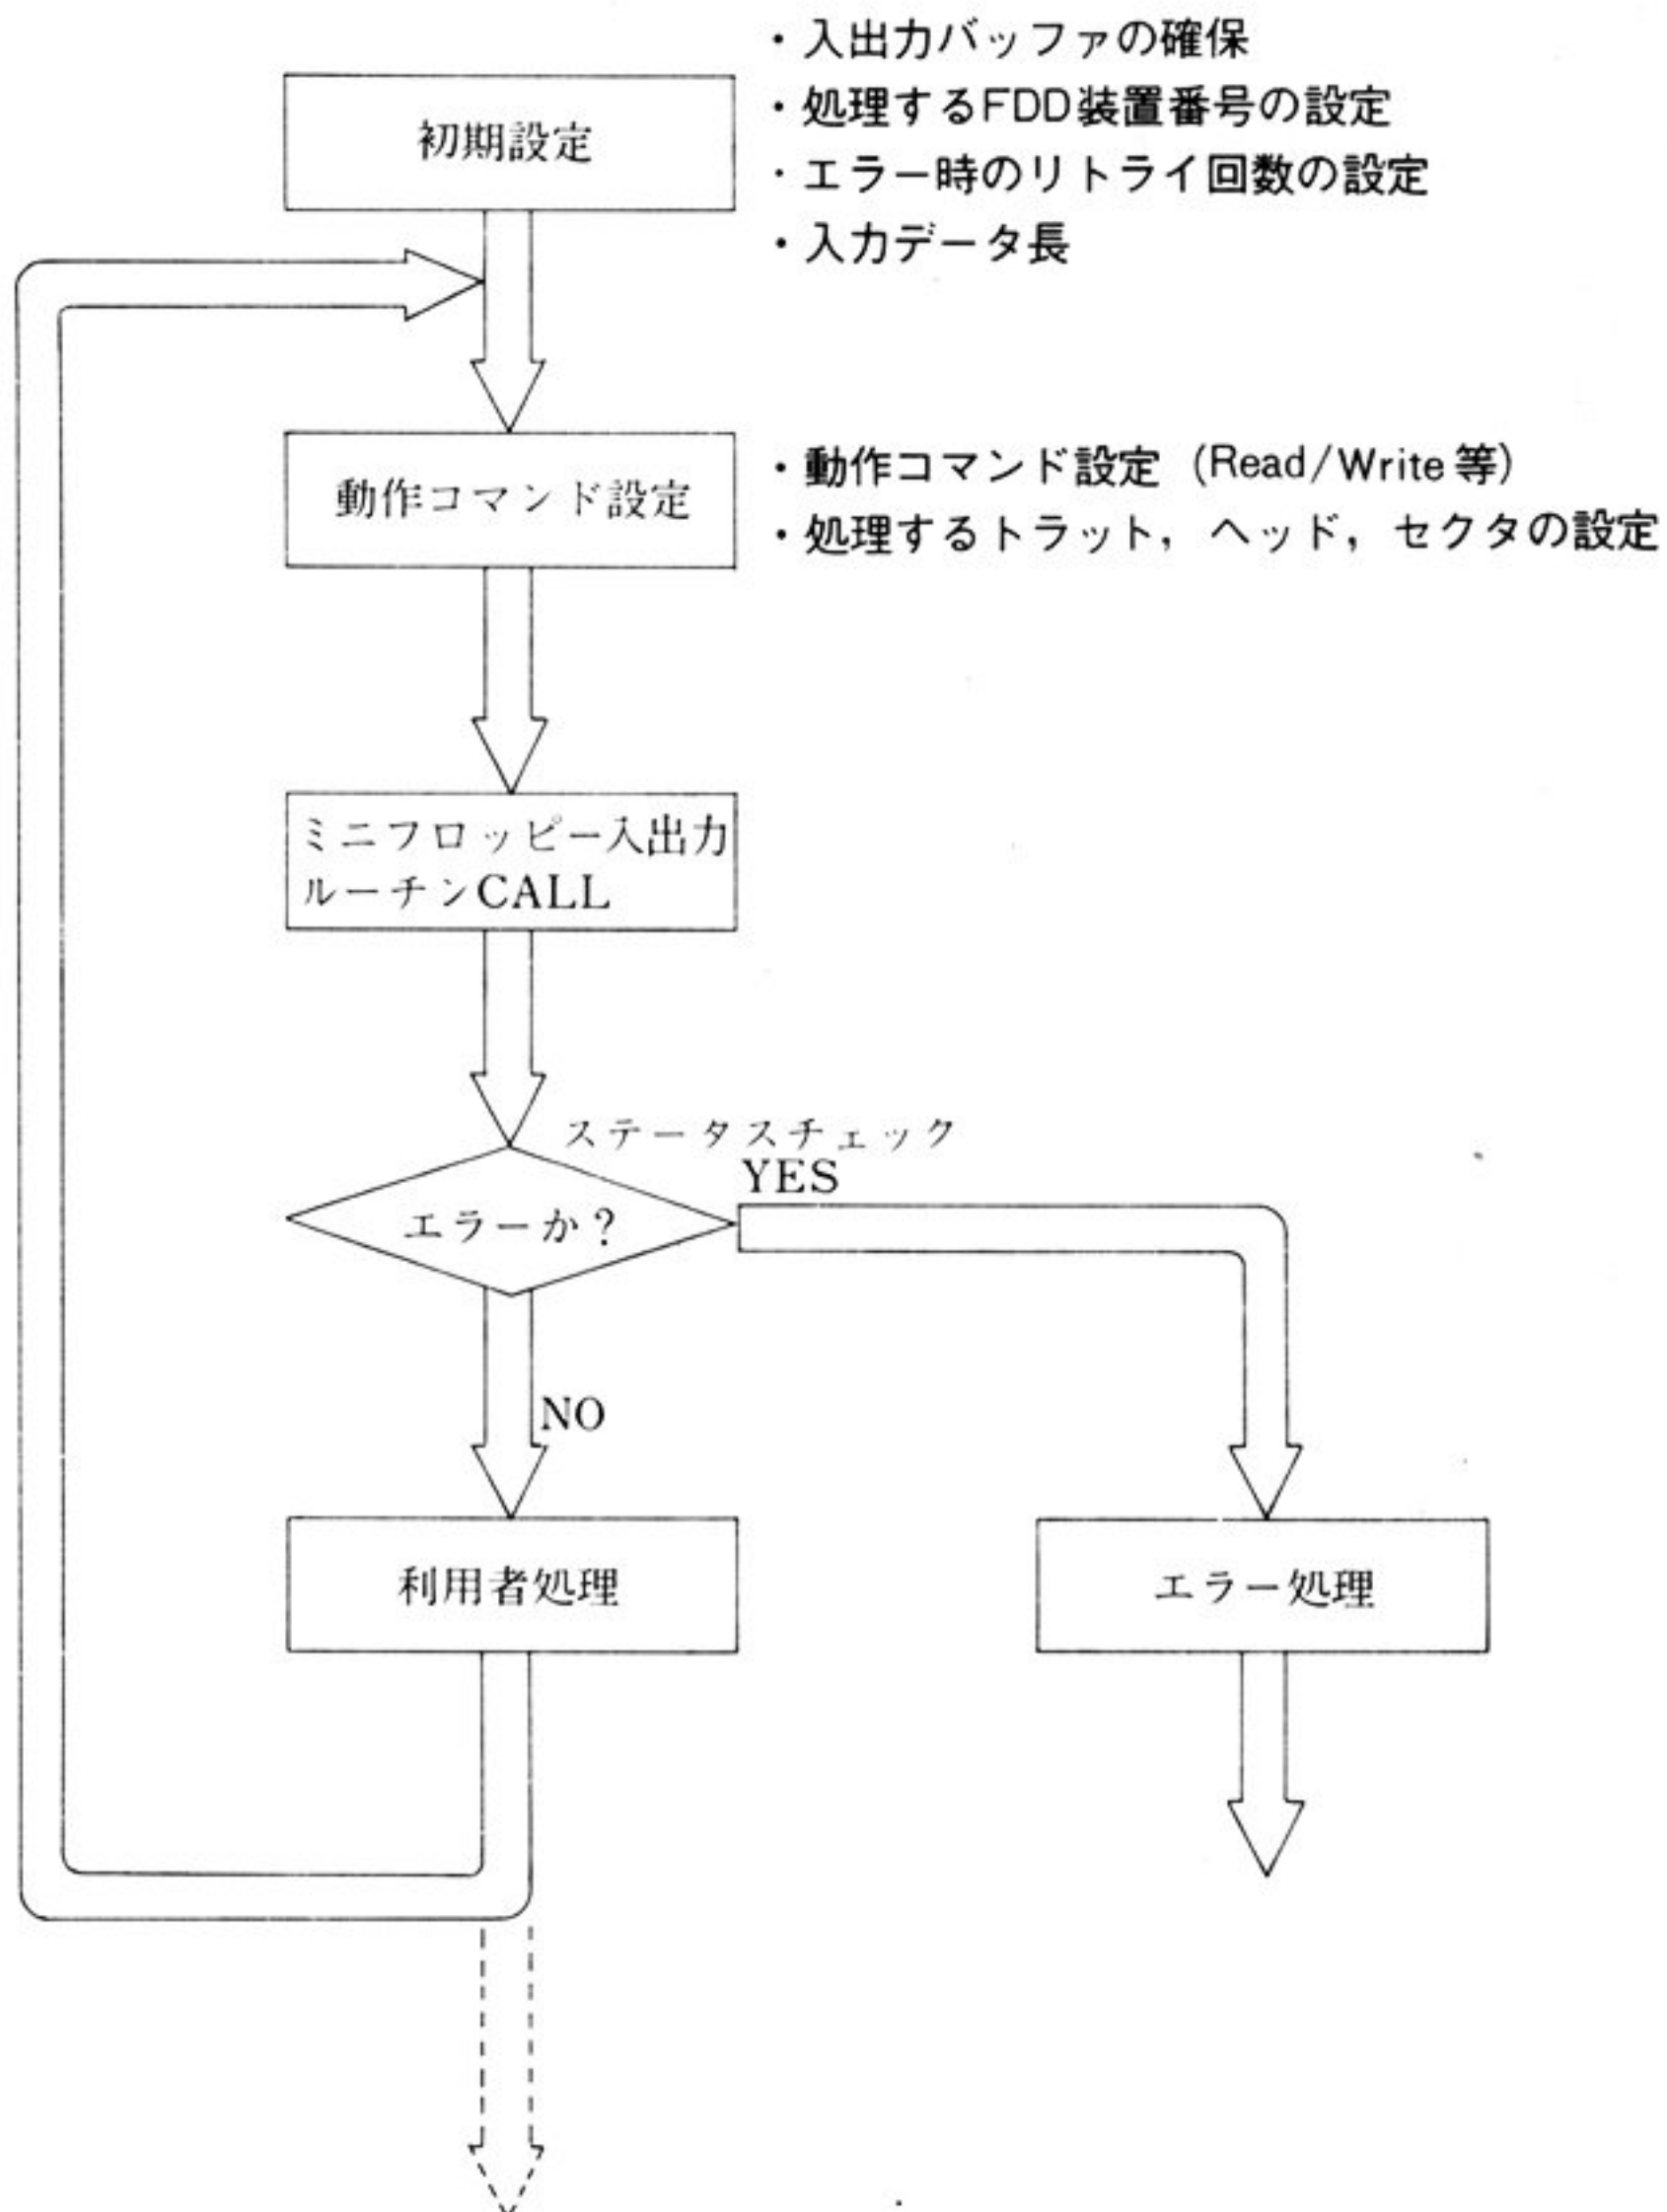 ・入出力バッファの確保
初期設定
・処理するFDD装置番号の設定
・エラー時のリトライ回数の設定
・入力データ長
動作コマンド設定
・動作コマンド設定 (Read/Write等)
・処理するトラット，ヘッド，セクタの設定
ミニフロッピー入出力
ルーチンCALL
ステータスチェック
エラーか？
YES
NO
利用者処理
エラー処理